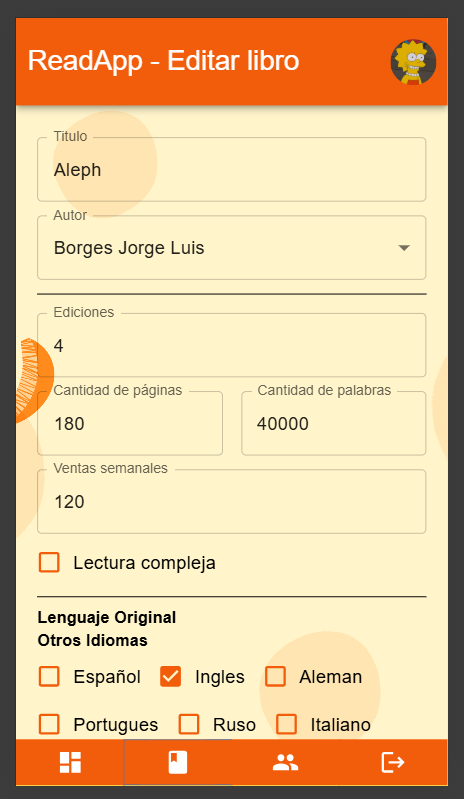 ReadApp - Editar libro
Titulo
Aleph
Autor
Borges Jorge Luis
Ediciones
4
Cantidad de páginas Cantidad de palabras
180 40000
Ventas semanales
120
Lectura compleja
Lenguaje Original
Otros Idiomas
Español Ingles Aleman
Portugues Ruso Italiano